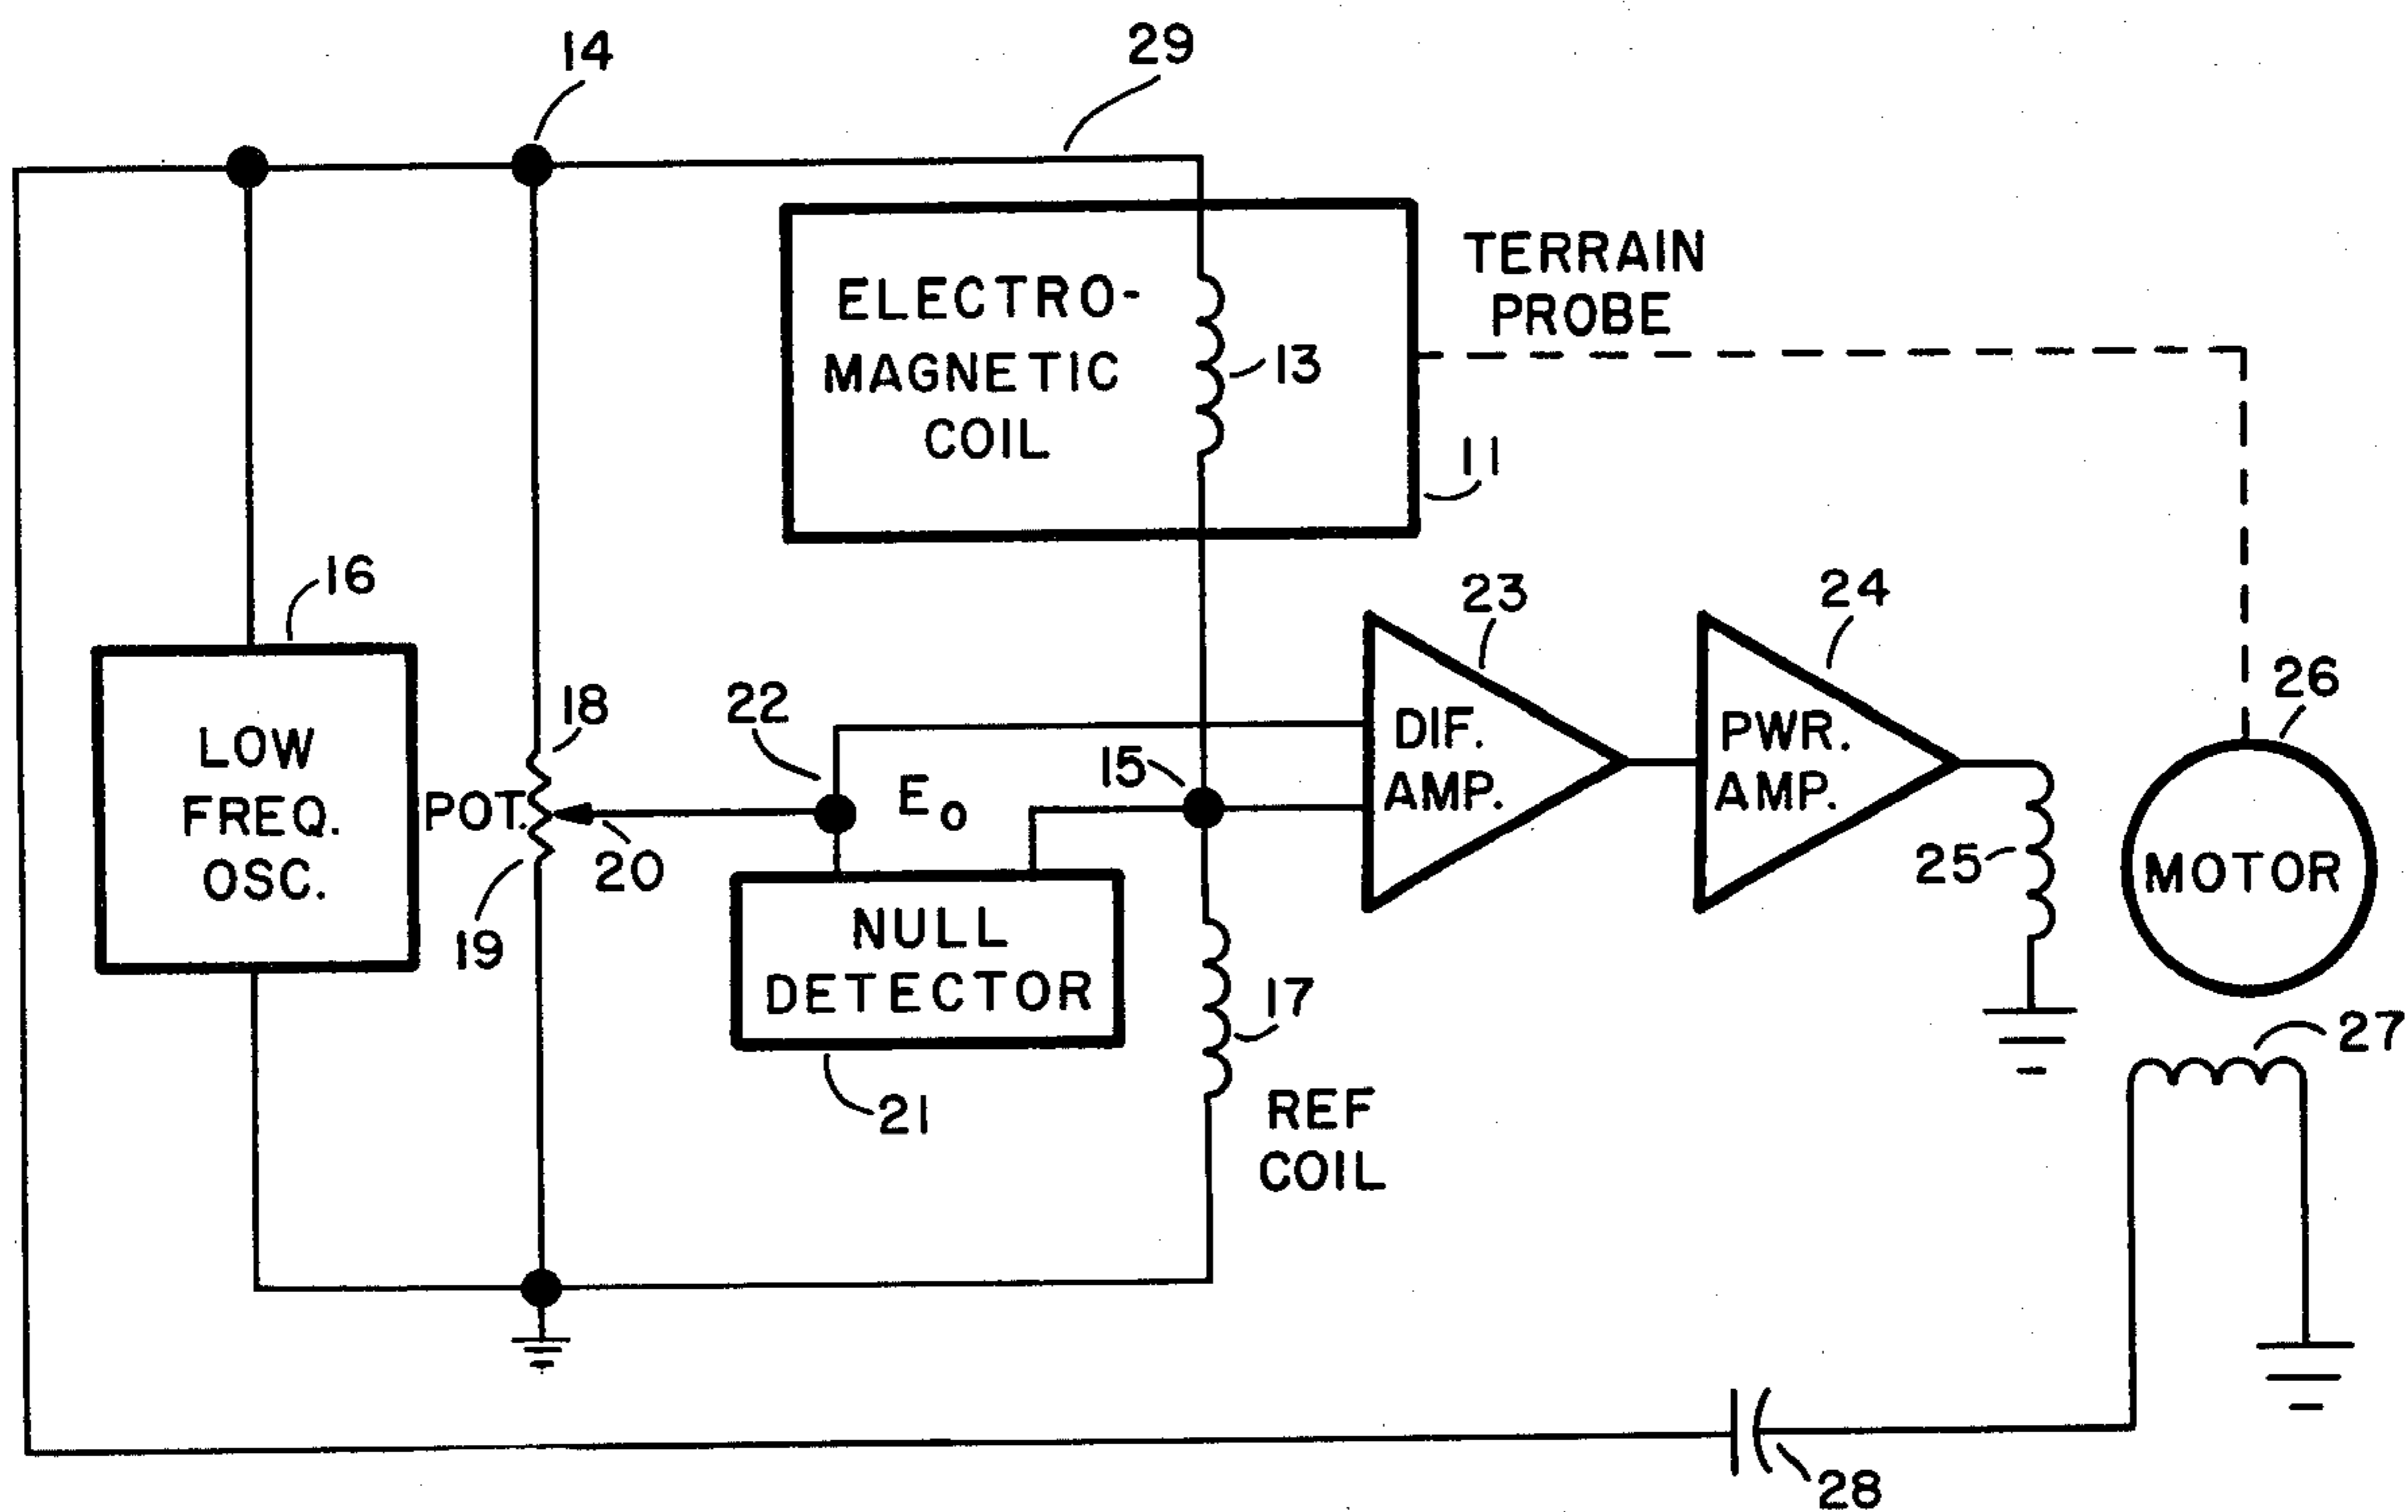 14
29
TERRAIN
PROBE
ELECTRO-
MAGNETIC
COIL
13
11
16
23
24
26
18
22
LOW
FREQ.
OSC.
POT.
20
E₀
15
DIF.
AMP.
PWR.
AMP.
25
MOTOR
19
NULL
DETECTOR
17
27
21
REF
COIL
28